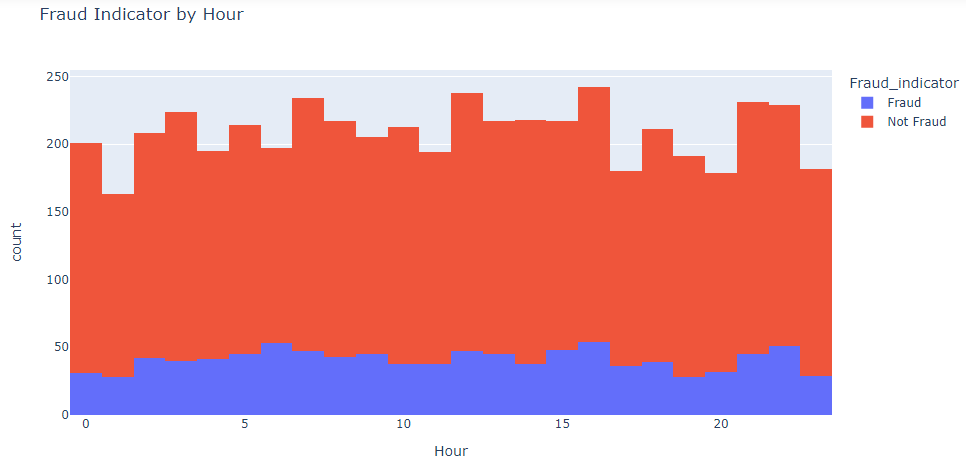 Fraud Indicator by Hour
250
200
150
100
50
0
count
0 5 10 15 20
Hour
Fraud_indicator
Fraud
Not Fraud